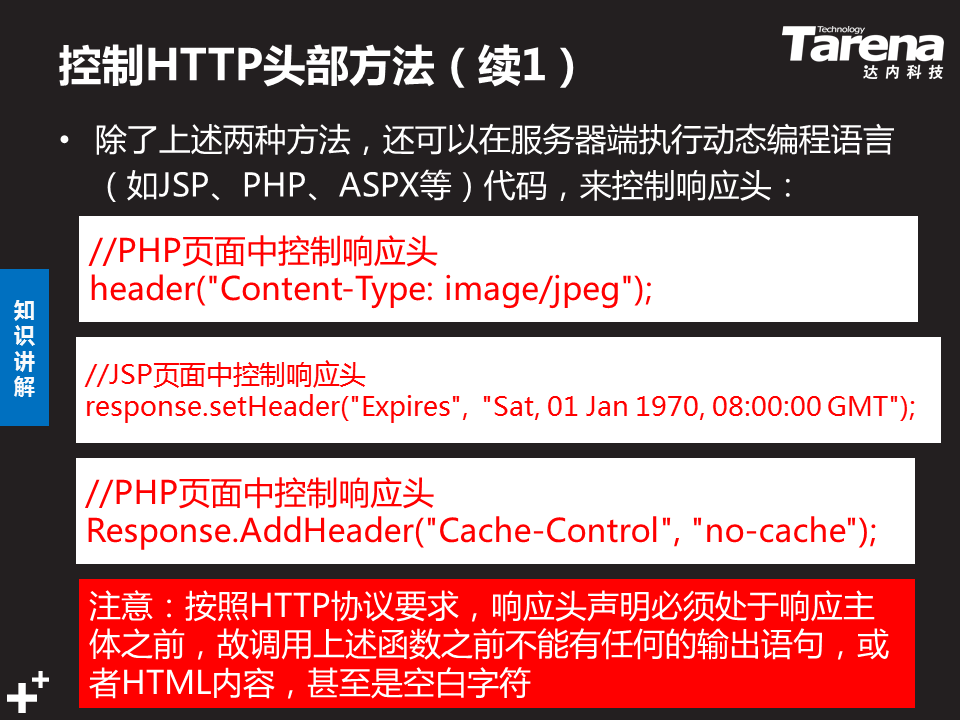 控制HTTP头部方法（续1）
Technology
Tarena
达内科技
• 除了上述两种方法，还可以在服务器端执行动态编程语言
（如JSP、PHP、ASPX等）代码，来控制响应头：
//PHP页面中控制响应头
header("Content-Type: image/jpeg");
知识讲解
//JSP页面中控制响应头
response.setHeader("Expires", "Sat, 01 Jan 1970, 08:00:00 GMT");
//PHP页面中控制响应头
Response.AddHeader("Cache-Control", "no-cache");
注意：按照HTTP协议要求，响应头声明必须处于响应主
体之前，故调用上述函数之前不能有任何的输出语句，或
者HTML内容，甚至是空白字符